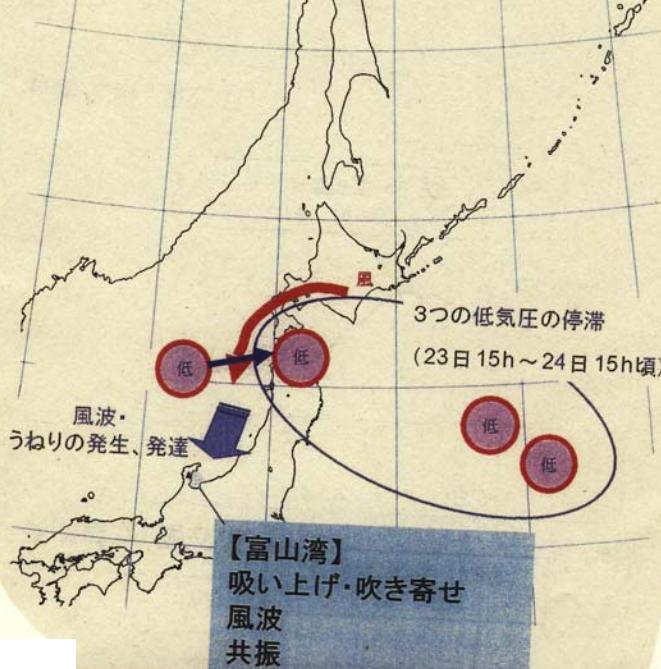 風
3つの低気圧の停滞
(23日15h～24日15h頃)
低
低
低
低
風波・
うねりの発生、発達
【富山湾】
吸い上げ・吹き寄せ
風波
共振